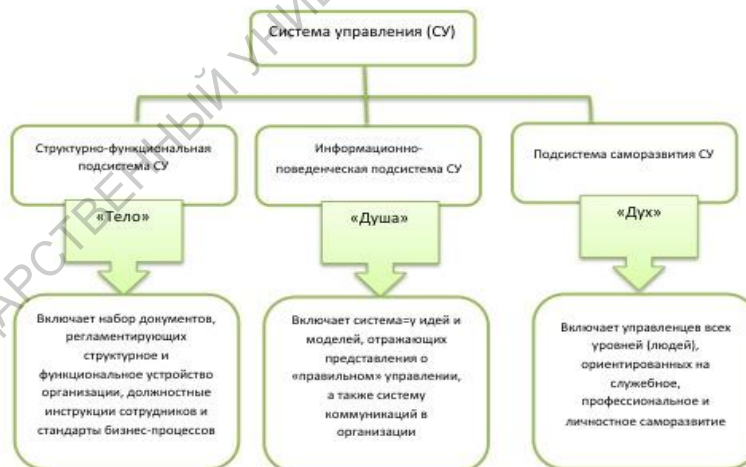 Система управления (СУ)
Структурно-функциональная
подсистема СУ
Информационно-
поведенческая подсистема СУ
Подсистема саморазвития СУ
«Тело»
«Душа»
«Дух»
Включает набор документов,
регламентирующих
структурное и
функциональное устройство
организации, должностные
инструкции сотрудников и
стандарты бизнес-процессов
Включает система=у идей и
моделей, отражающих
представления о
«правильном» управлении,
а также систему
коммуникаций в
организации
Включает управленцев всех
уровней (людей),
ориентированных на
служебное,
профессиональное и
личностное саморазвитие